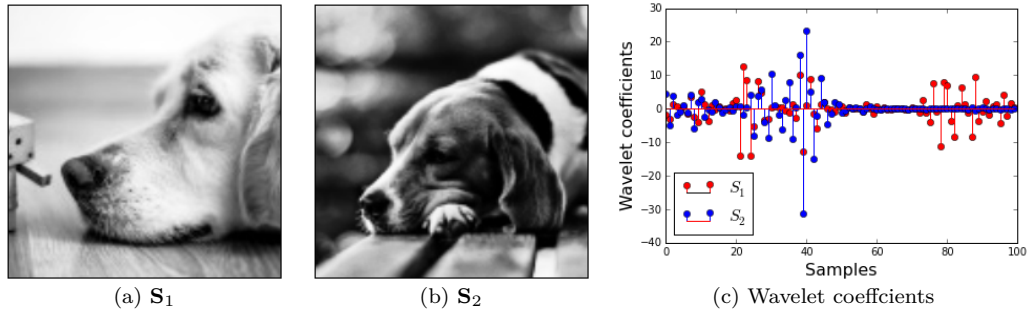 30
20
10
0
−10
−20
−30
−40
Wavelet coefficients
S1
S2
0 20 40 60 80 100
Samples
(a) S1
(b) S2
(c) Wavelet coeffcients